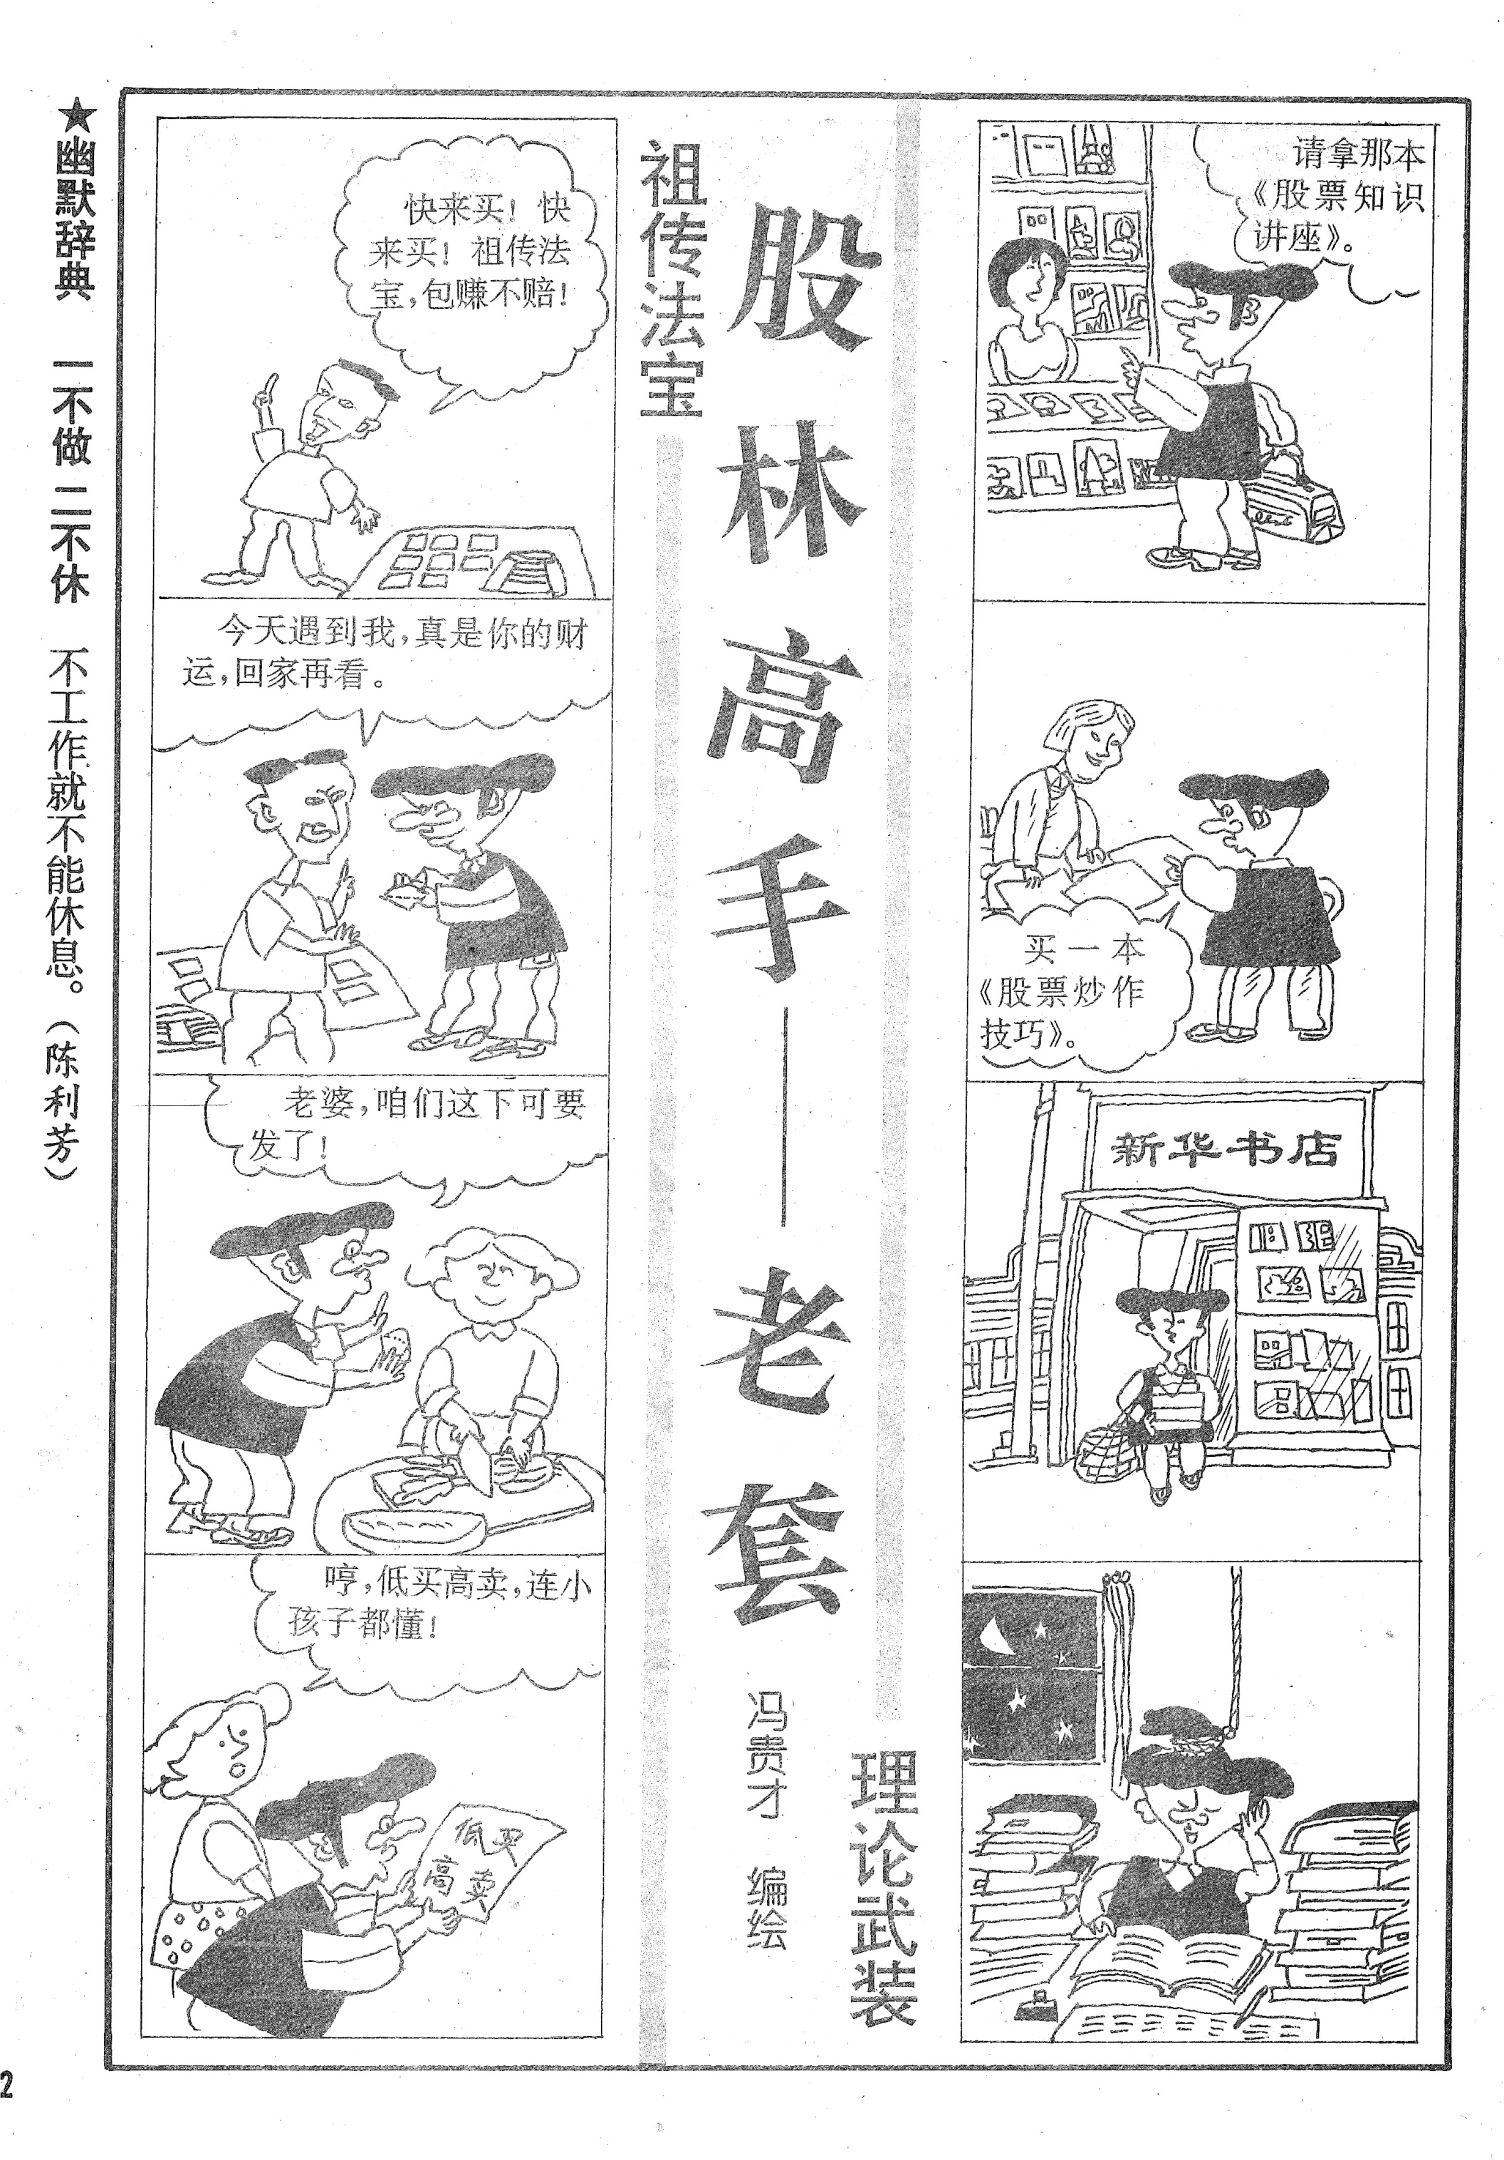 ★幽默辞典 一不做 二不休 不工作就不能休息。(陈利芳)
股林高手——老套
冯贵才 编绘
理论武装
请拿那本
《股票知识
讲座》。
买一本
《股票炒作
技巧》。
新华书店
祖传法宝
快来买！快
来买！祖传法
宝，包赚不赔！
今天遇到我，真是你的财
运，回家再看。
老婆，咱们这下可要
发了！
哼，低买高卖，连小
孩子都懂！
低买
高卖
2